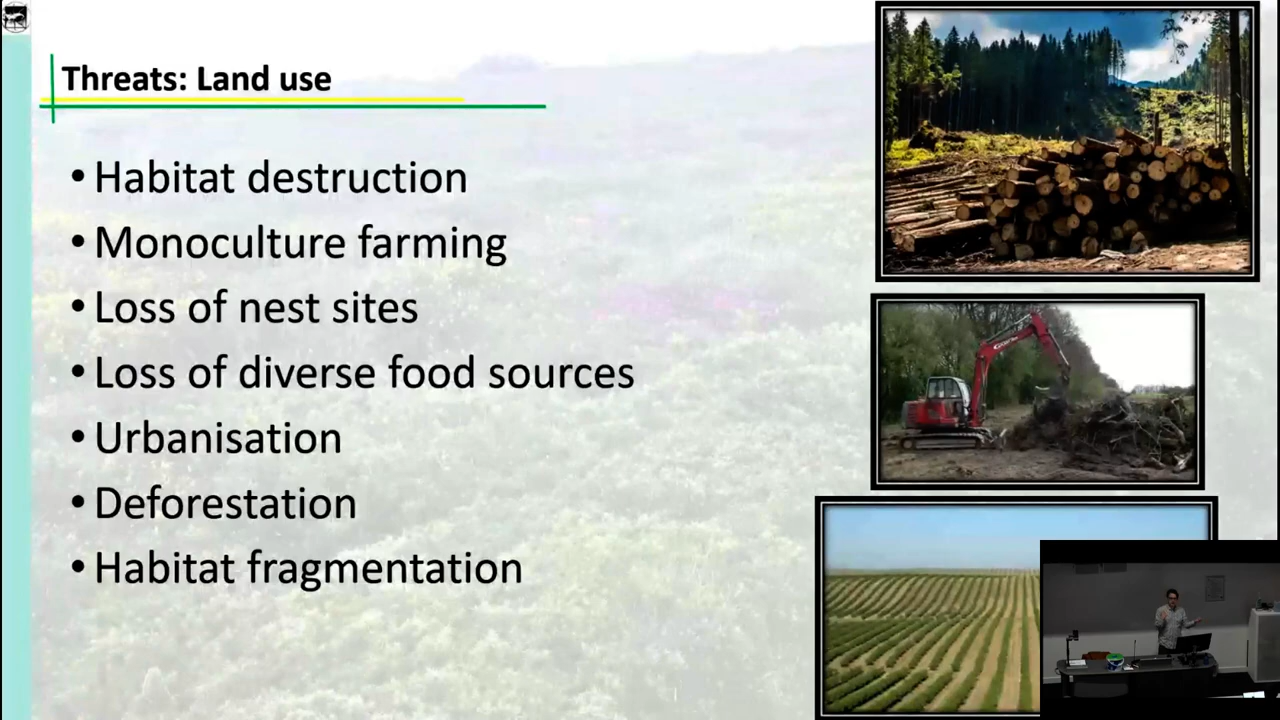 Threats: Land use
• Habitat destruction
• Monoculture farming
• Loss of nest sites
• Loss of diverse food sources
• Urbanisation
• Deforestation
• Habitat fragmentation